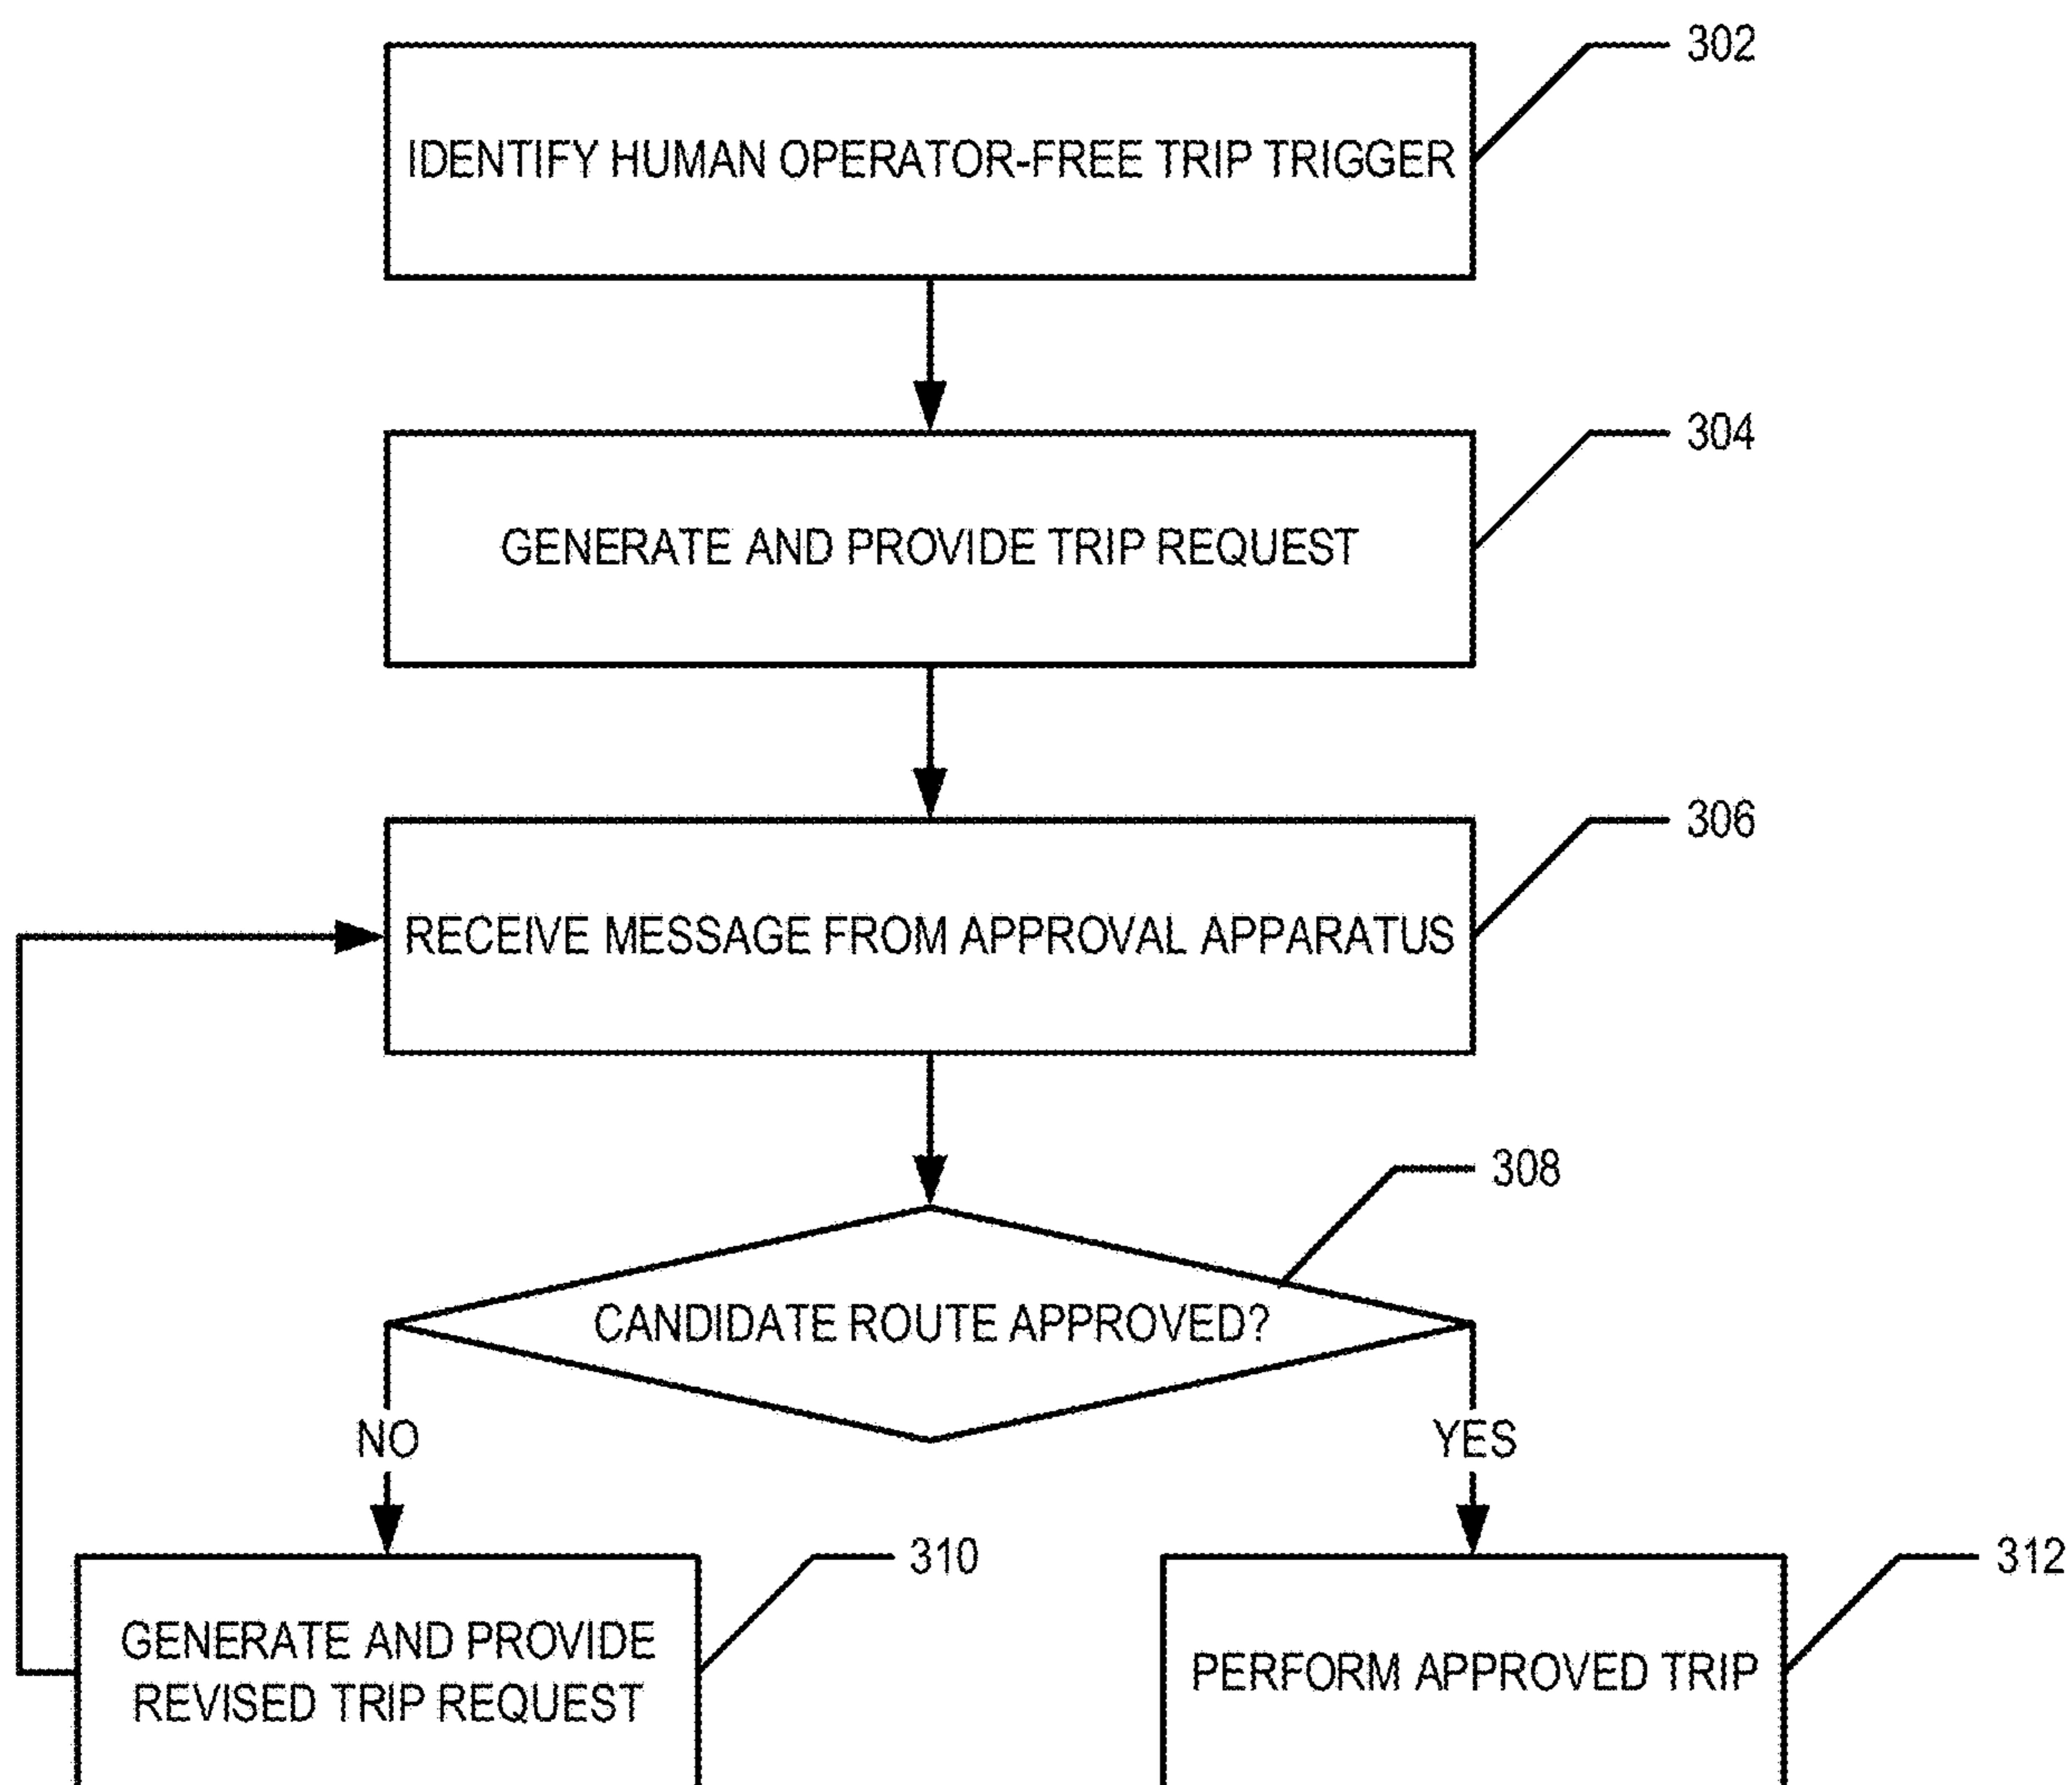 302
IDENTIFY HUMAN OPERATOR-FREE TRIP TRIGGER
304
GENERATE AND PROVIDE TRIP REQUEST
306
RECEIVE MESSAGE FROM APPROVAL APPARATUS
308
CANDIDATE ROUTE APPROVED?
NO
YES
310
GENERATE AND PROVIDE
REVISED TRIP REQUEST
312
PERFORM APPROVED TRIP